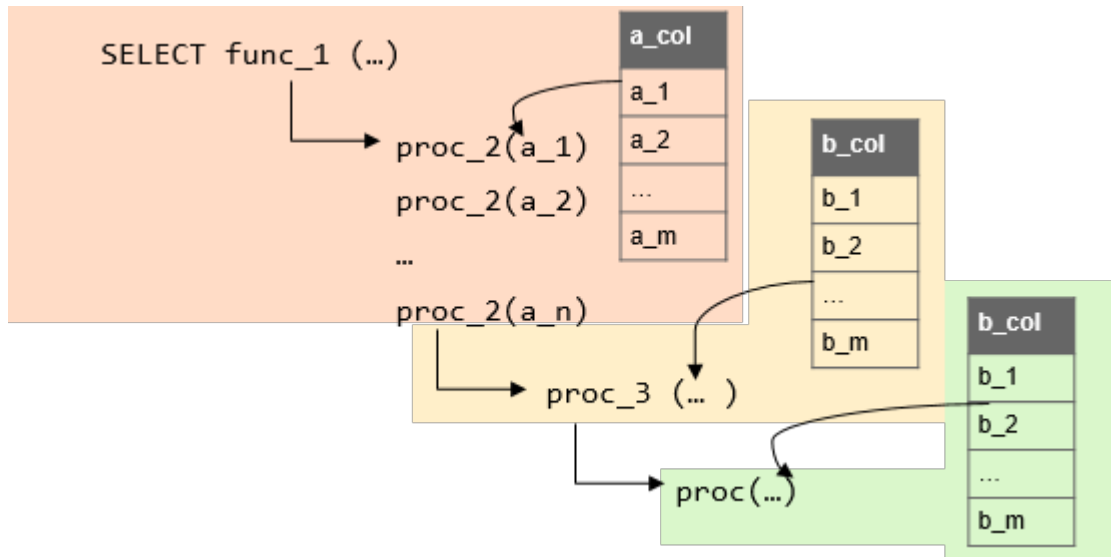 SELECT func_1 (…)
a_col
a_1
a_2
…
a_m
proc_2(a_1)
proc_2(a_2)
…
proc_2(a_n)
b_col
b_1
b_2
…
b_m
proc_3 (… )
b_col
b_1
b_2
…
b_m
proc(…)